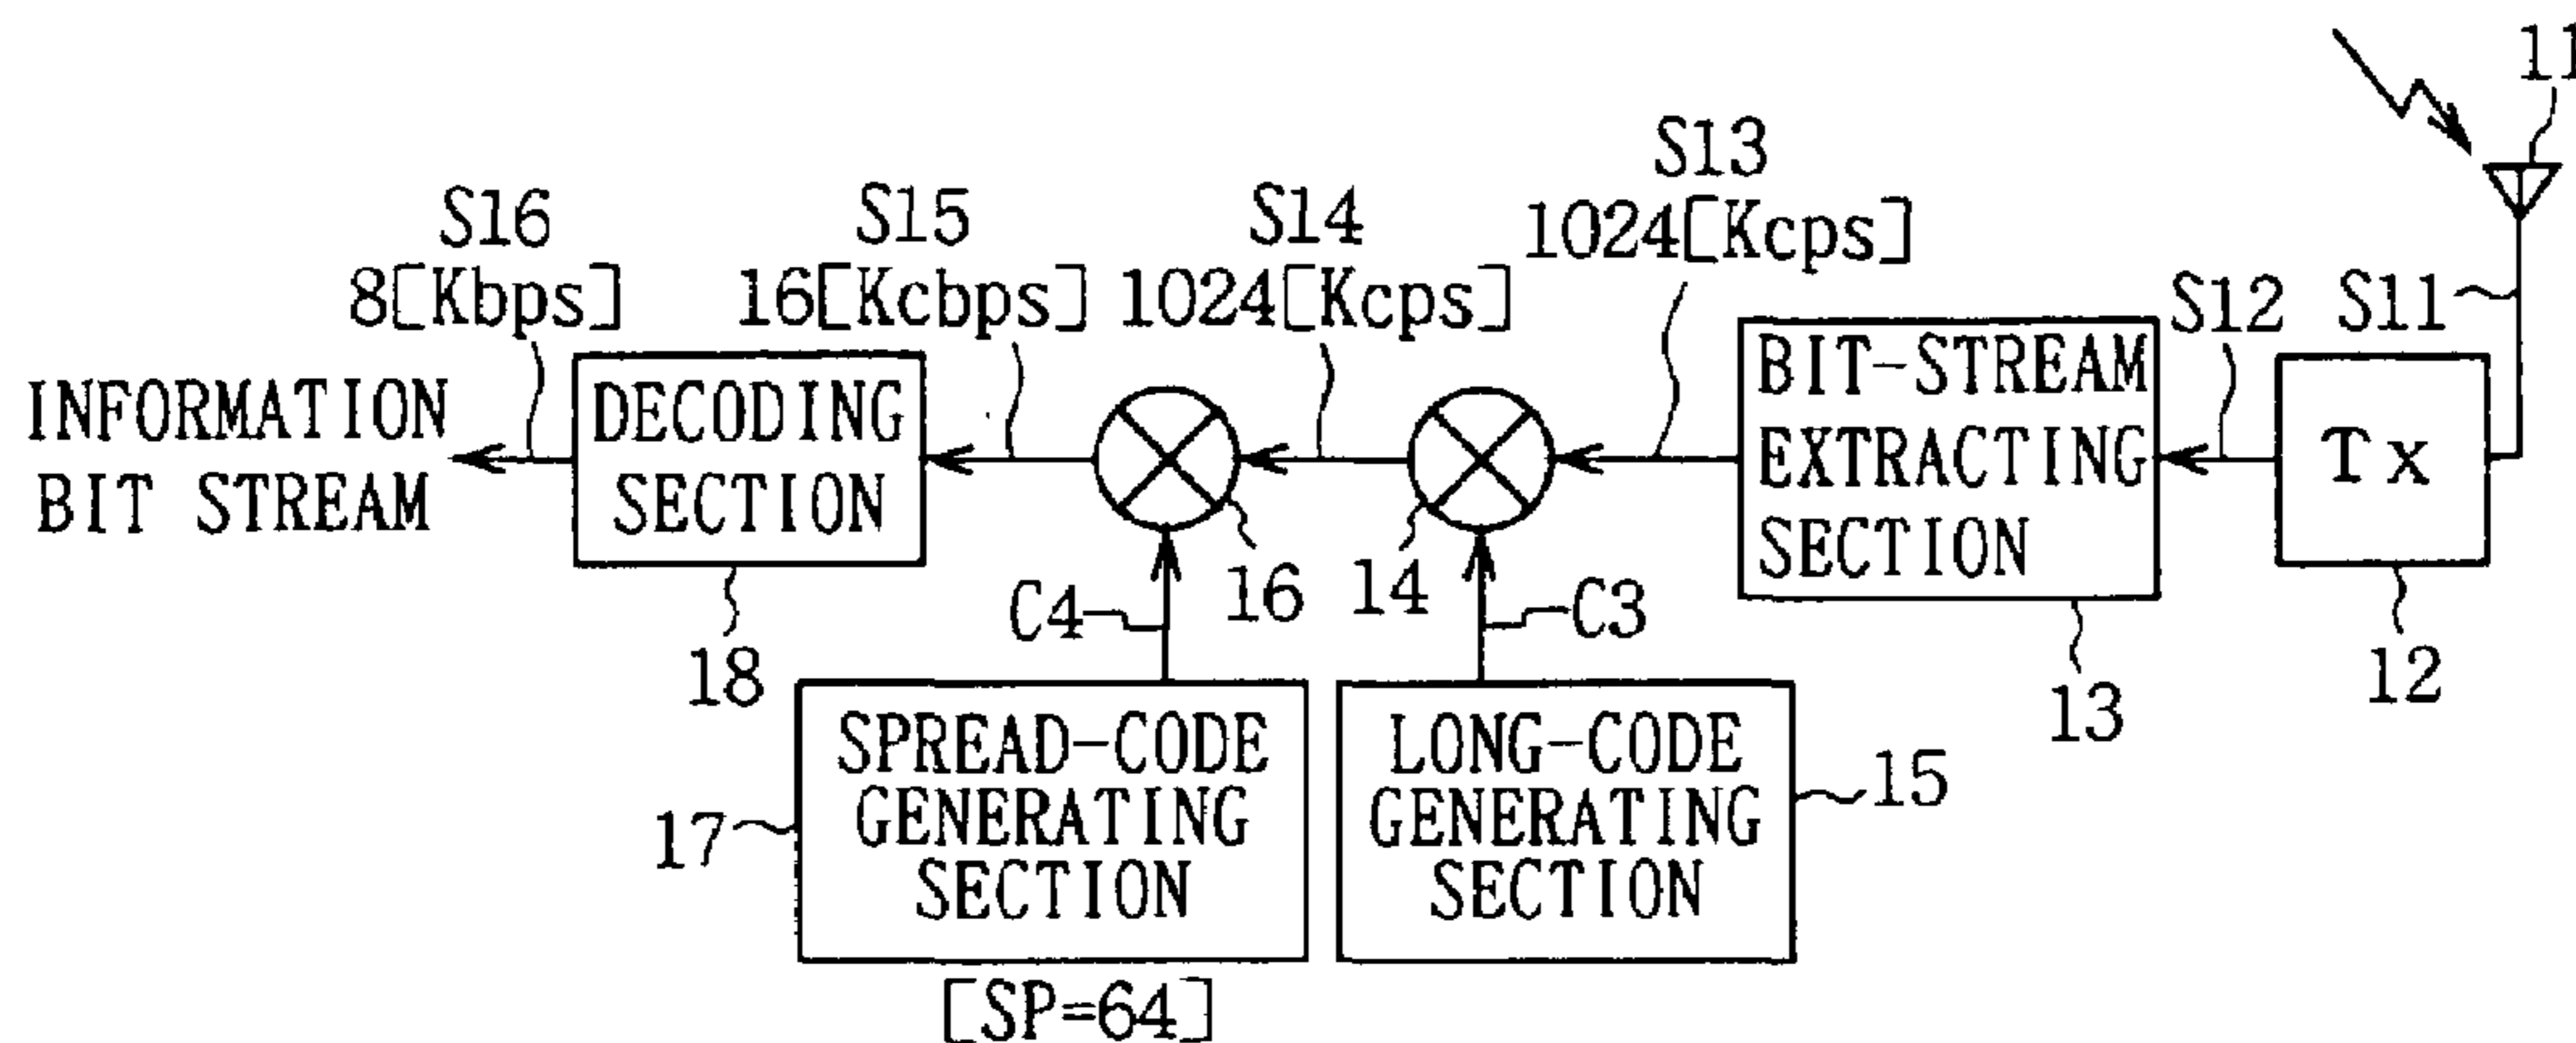 11
S13
1024[Kcps]
S16
8[Kbps]
S15
16[Kcbps]
S14
1024[Kcps]
S12
S11
INFORMATION
BIT STREAM
DECODING
SECTION
BIT-STREAM
EXTRACTING
SECTION
Tx
18
C4
16
14
C3
13
12
17
SPREAD-CODE
GENERATING
SECTION
[SP=64]
LONG-CODE
GENERATING
SECTION
15